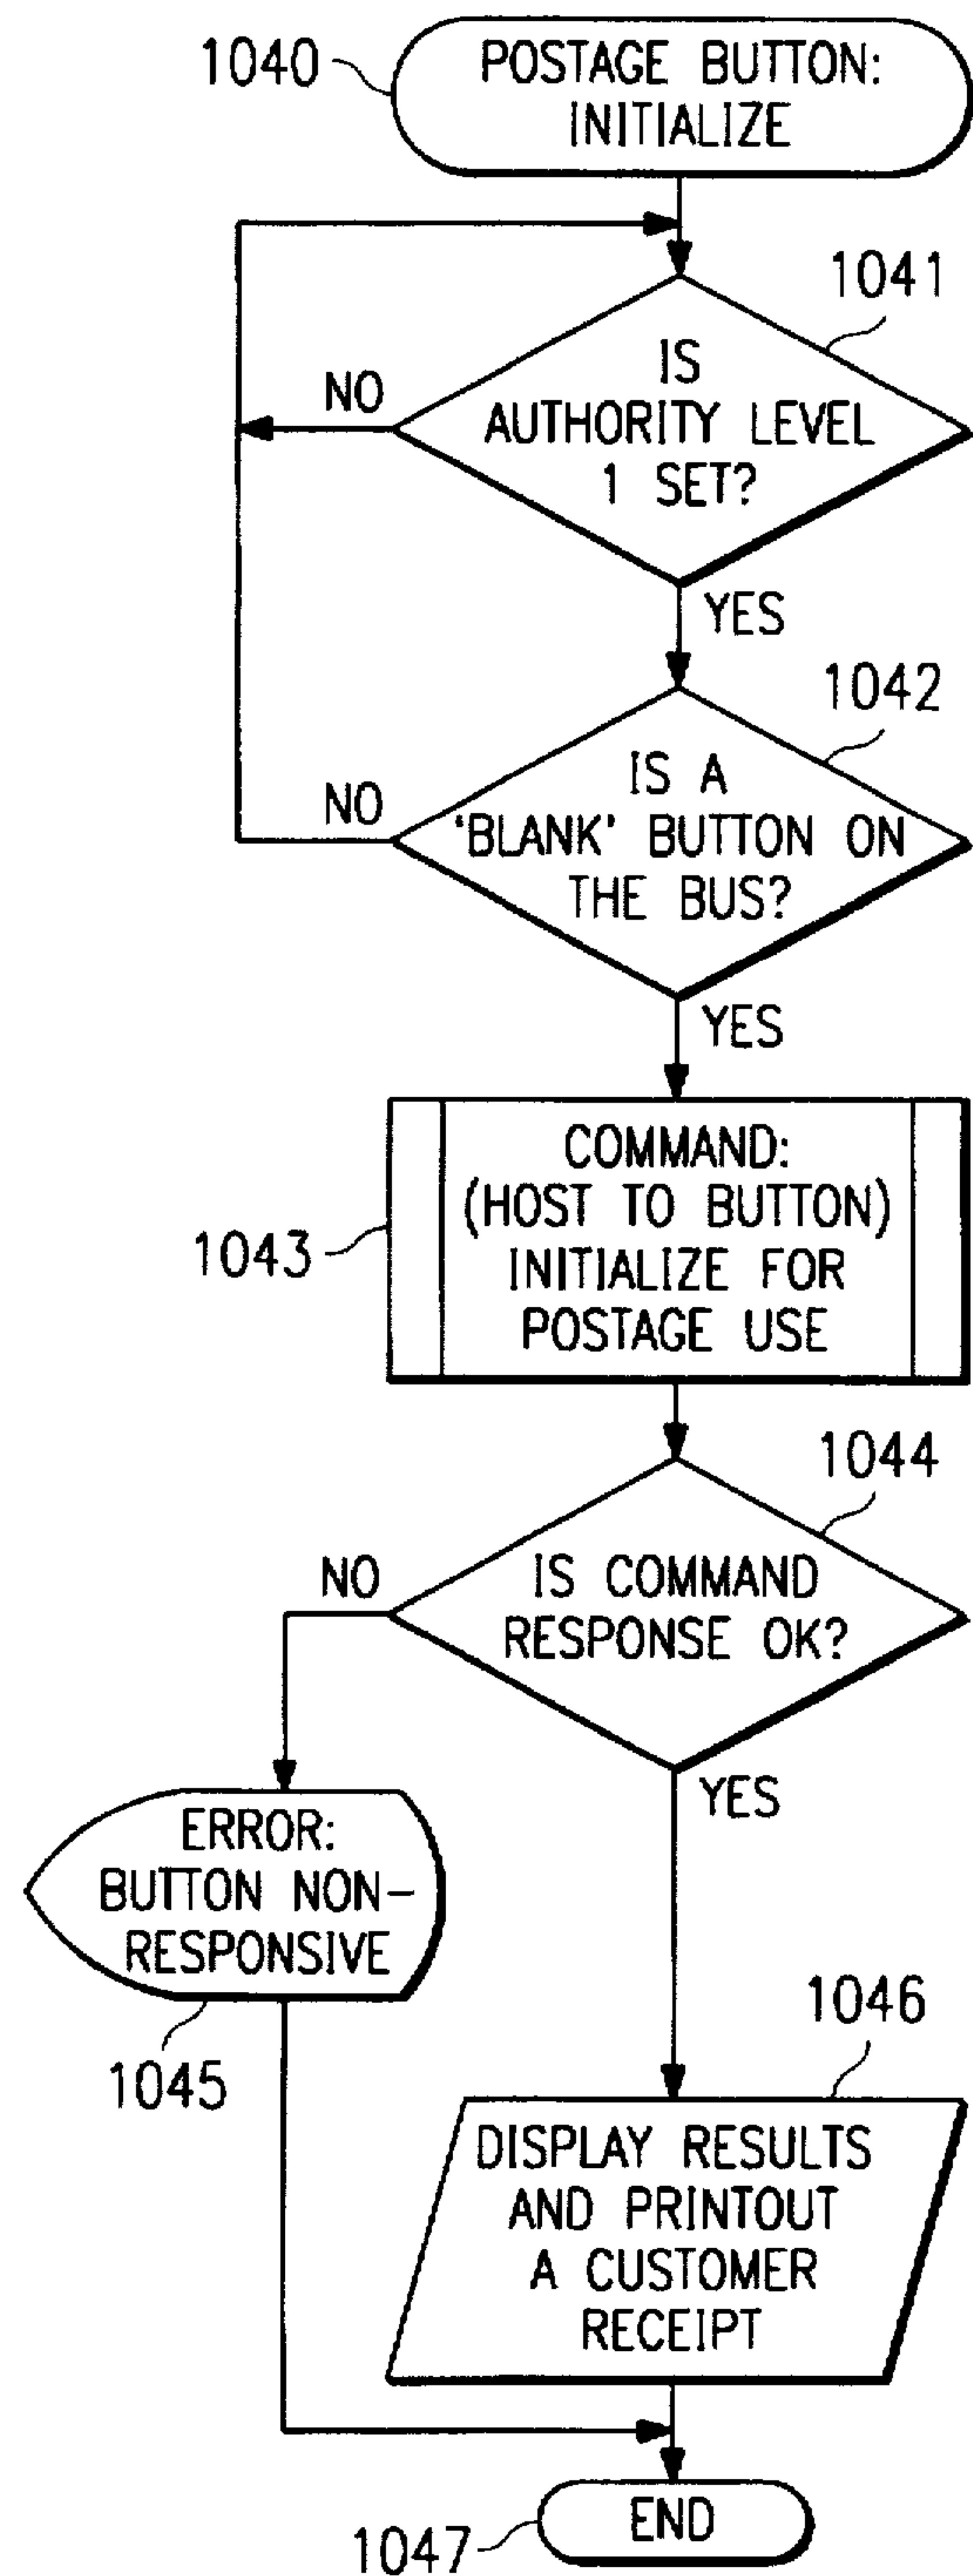 1040
POSTAGE BUTTON:
INITIALIZE
1041
IS
AUTHORITY LEVEL
1 SET?
NO
YES
1042
IS A
'BLANK' BUTTON ON
THE BUS?
NO
YES
1043
COMMAND:
(HOST TO BUTTON)
INITIALIZE FOR
POSTAGE USE
1044
IS COMMAND
RESPONSE OK?
NO
YES
ERROR:
BUTTON NON-
RESPONSIVE
1045
1046
DISPLAY RESULTS
AND PRINTOUT
A CUSTOMER
RECEIPT
END
1047